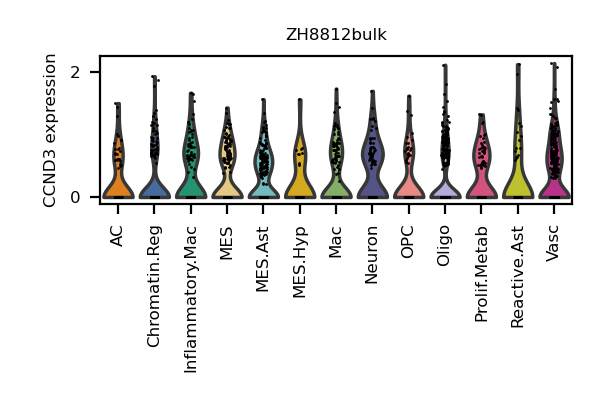 ZH8812bulk
CCND3 expression
2
0
AC
Chromatin.Reg
Inflammatory.Mac
MES
MES.Ast
MES.Hyp
Mac
Neuron
OPC
Oligo
Prolif.Metab
Reactive.Ast
Vasc